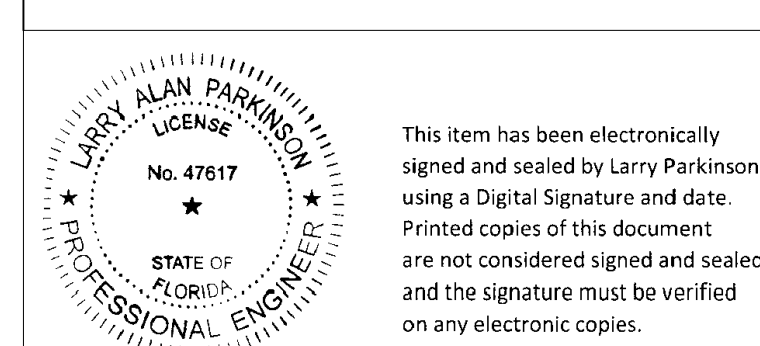 LARRY ALAN PARKINSON
LICENSE
No. 47617
STATE OF
FLORIDA
PROFESSIONAL ENGINEER
This item has been electronically
signed and sealed by Larry Parkinson
using a Digital Signature and date.
Printed copies of this document
are not considered signed and sealed
and the signature must be verified
on any electronic copies.